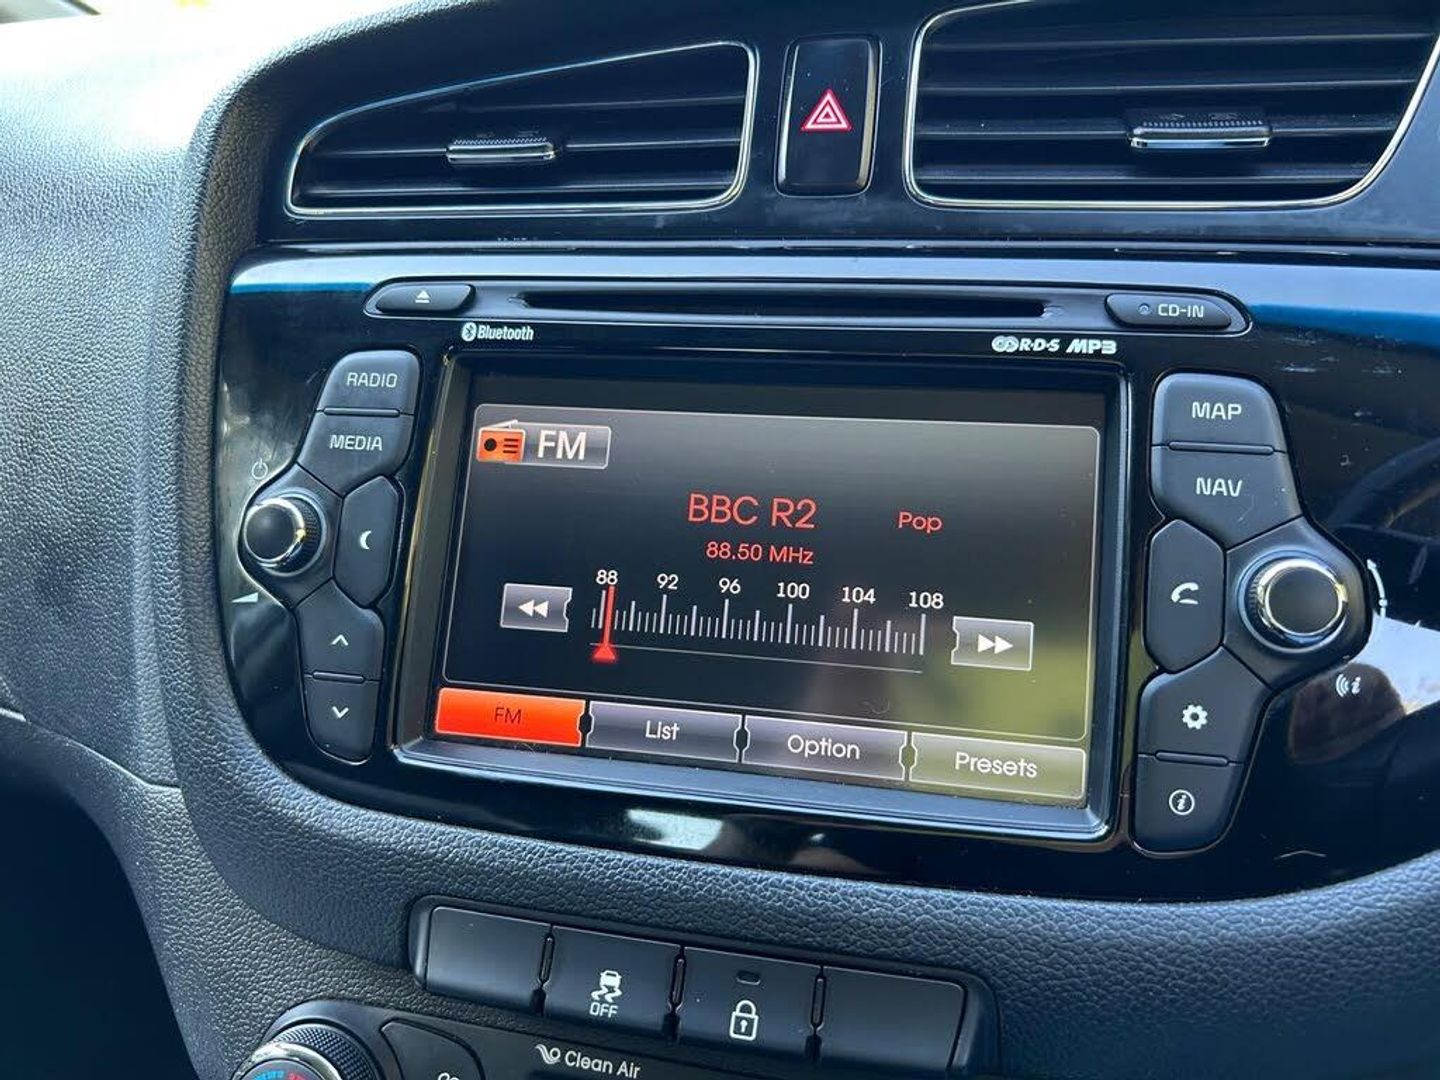 CD-IN
Bluetooth
R·D·S MP3
RADIO
MEDIA
MAP
NAV
FM
BBC R2
Pop
88.50 MHz
88 92 96 100 104 108
FM
List
Option
Presets
OFF
Clean Air